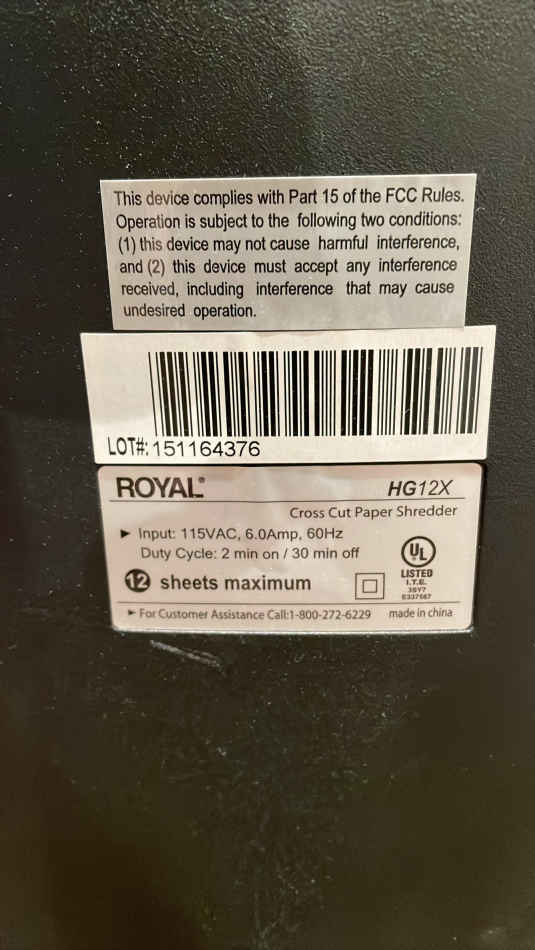 This device complies with Part 15 of the FCC Rules.
Operation is subject to the following two conditions:
(1) this device may not cause harmful interference,
and (2) this device must accept any interference
received, including interference that may cause
undesired operation.
LOT#: 151164376
ROYAL® HG12X
Cross Cut Paper Shredder
► Input: 115VAC, 6.0Amp, 60Hz
Duty Cycle: 2 min on / 30 min off
12 sheets maximum
UL
LISTED
I.T.E.
3SY7
E337567
► For Customer Assistance Call:1-800-272-6229 made in china